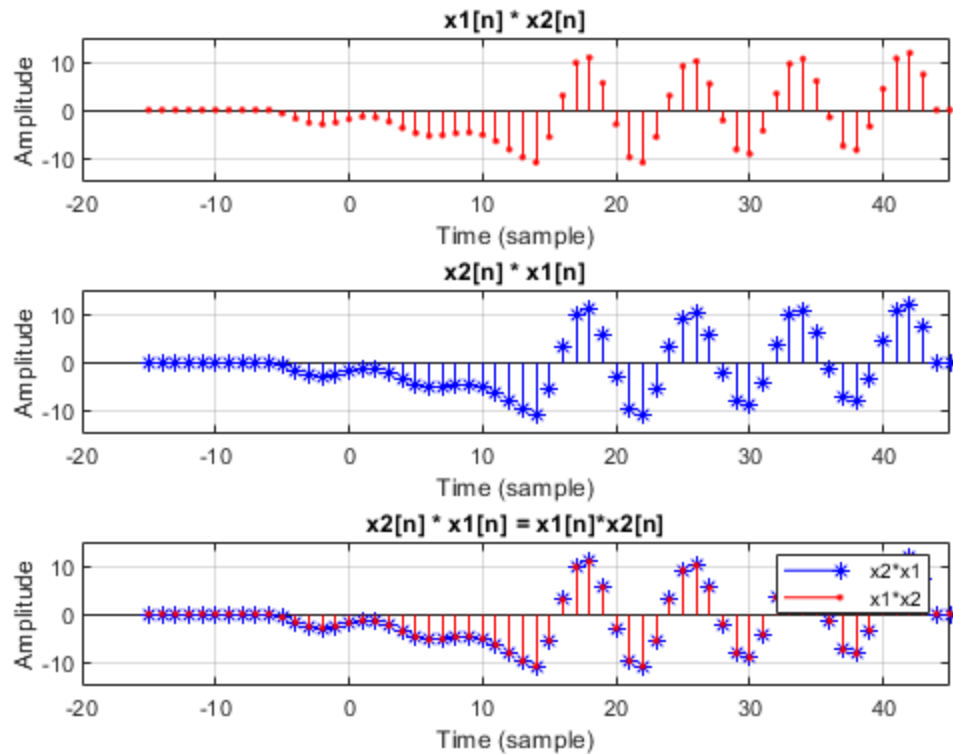 x1[n] * x2[n]
Amplitude
10
0
-10
-20 -10 0 10 20 30 40
Time (sample)
x2[n] * x1[n]
Amplitude
10
0
-10
-20 -10 0 10 20 30 40
Time (sample)
x2[n] * x1[n] = x1[n]*x2[n]
Amplitude
10
0
-10
x2*x1
x1*x2
-20 -10 0 10 20 30 40
Time (sample)